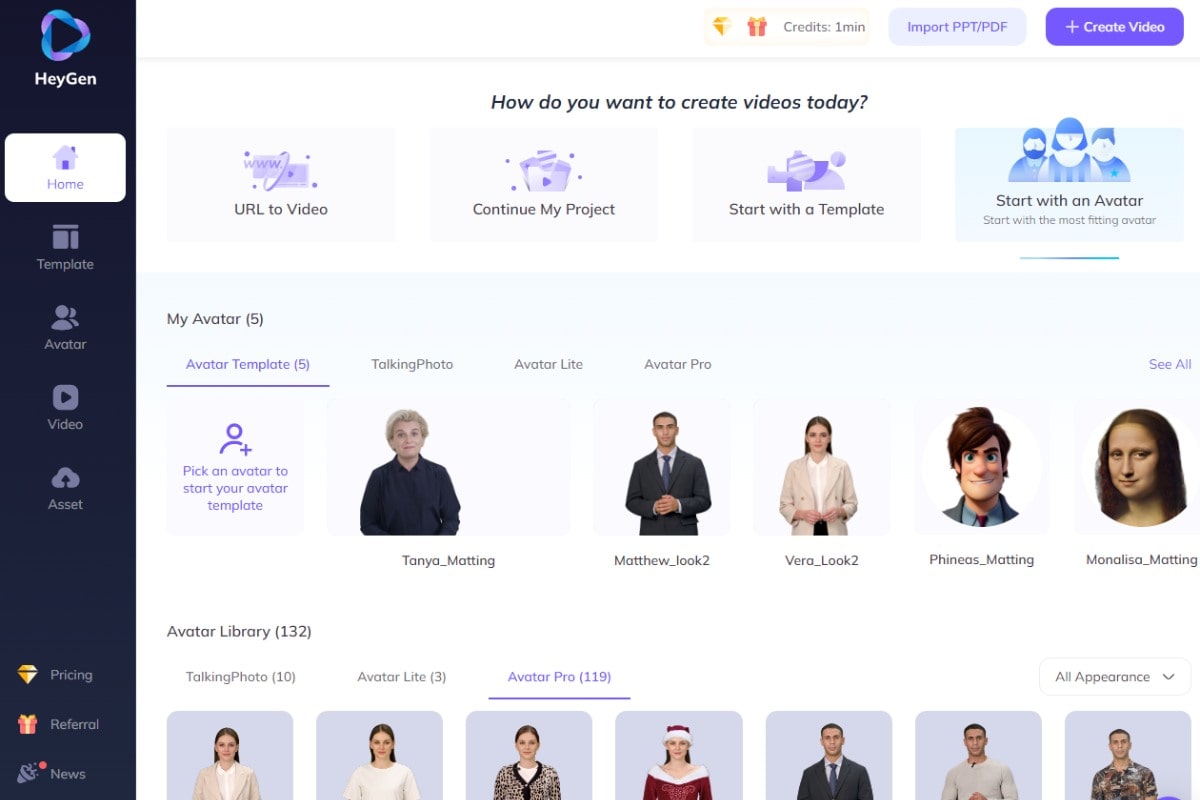 HeyGen
Home
Template
Avatar
Video
Asset
Pricing
Referral
News
Credits: 1min
Import PPT/PDF
+ Create Video
How do you want to create videos today?
www.
URL to Video
Continue My Project
Start with a Template
Start with an Avatar
Start with the most fitting avatar
My Avatar (5)
Avatar Template (5)
TalkingPhoto
Avatar Lite
Avatar Pro
See All
Pick an avatar to
start your avatar
template
Tanya_Matting
Matthew_look2
Vera_Look2
Phineas_Matting
Monalisa_Matting
Avatar Library (132)
TalkingPhoto (10)
Avatar Lite (3)
Avatar Pro (119)
All Appearance